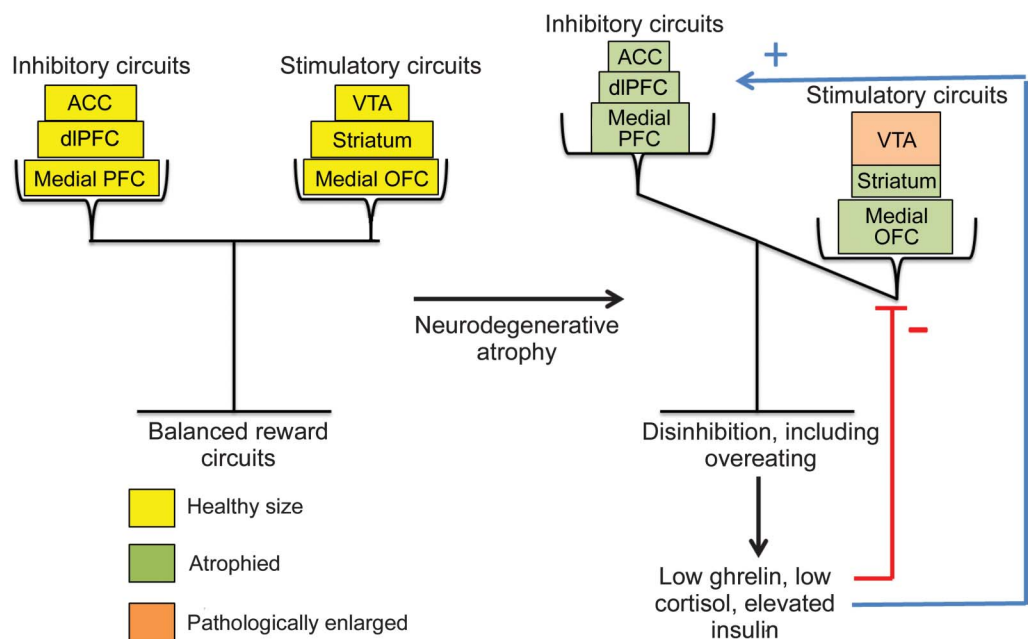 Inhibitory circuits
ACC
dlPFC
Medial PFC
Stimulatory circuits
VTA
Striatum
Medial OFC
Balanced reward
circuits
Neurodegenerative
atrophy
Inhibitory circuits
ACC
dlPFC
Medial
PFC
+
Stimulatory circuits
VTA
Striatum
Medial
OFC
-
Disinhibition, including
overeating
Low ghrelin, low
cortisol, elevated
insulin
Healthy size
Atrophied
Pathologically enlarged